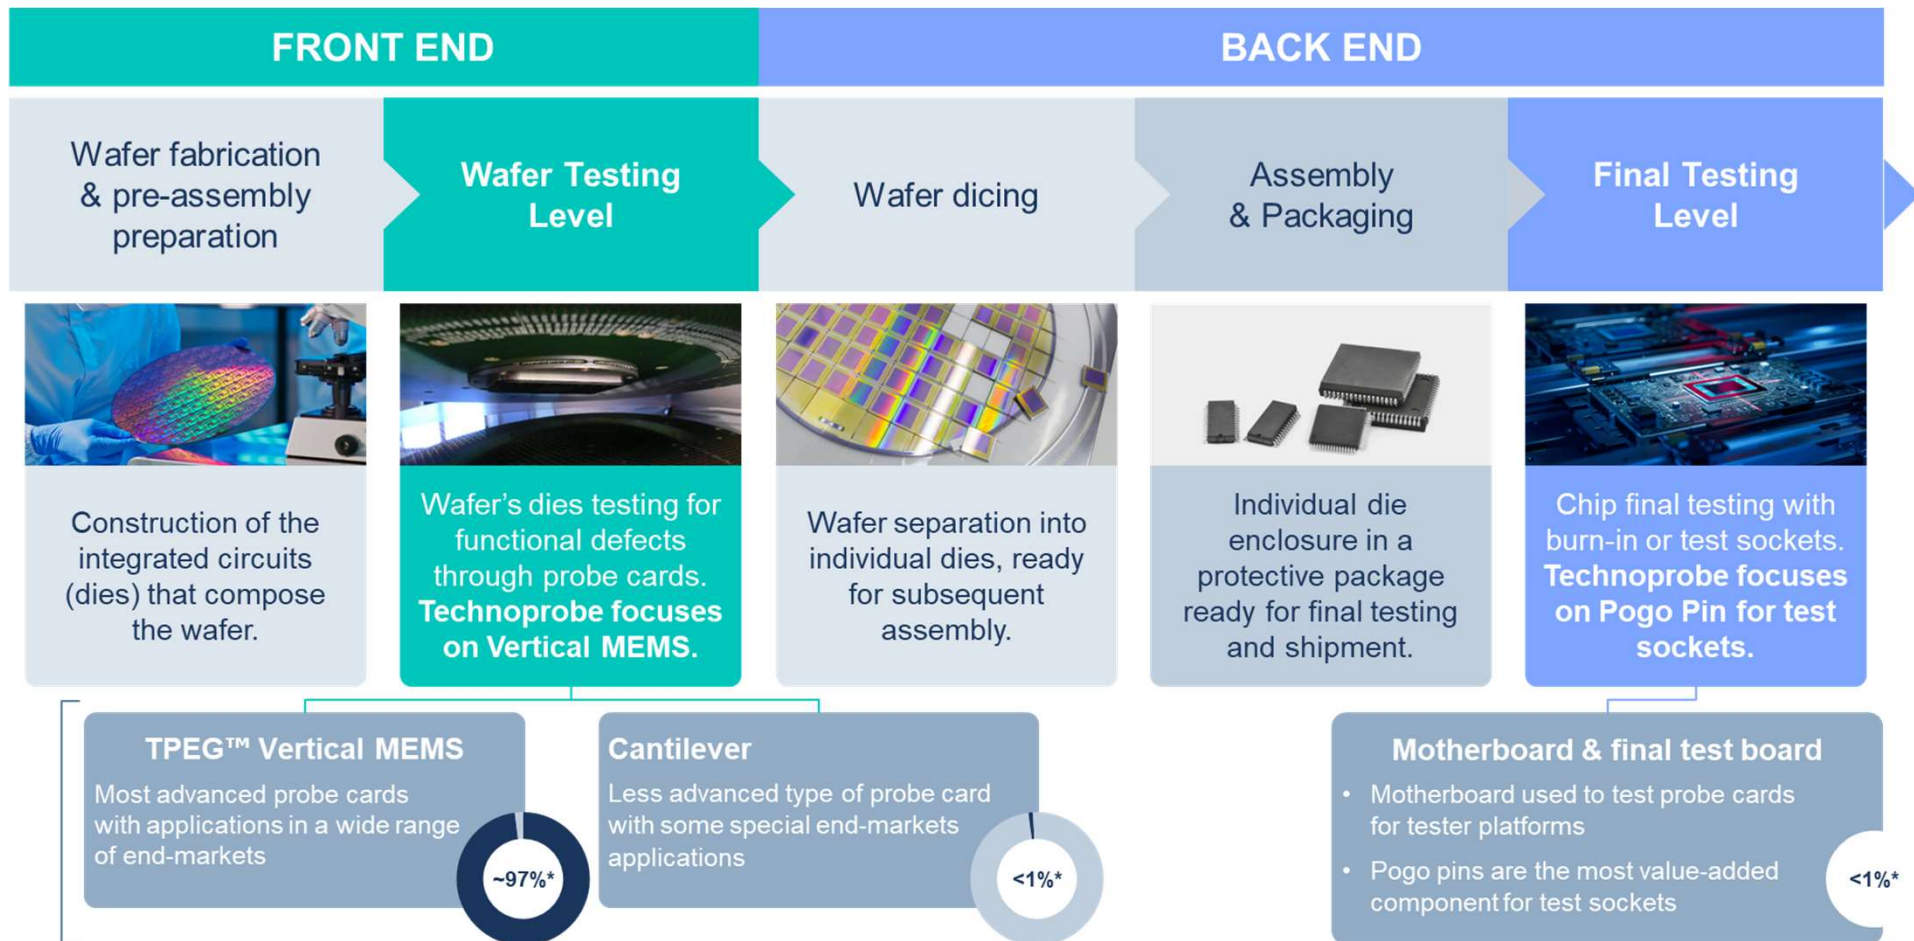 FRONT END
BACK END
Wafer fabrication
& pre-assembly
preparation
Wafer Testing
Level
Wafer dicing
Assembly
& Packaging
Final Testing
Level
Construction of the
integrated circuits
(dies) that compose
the wafer.
Wafer’s dies testing for
functional defects
through probe cards.
Technoprobe focuses
on Vertical MEMS.
Wafer separation into
individual dies, ready
for subsequent
assembly.
Individual die
enclosure in a
protective package
ready for final testing
and shipment.
Chip final testing with
burn-in or test sockets.
Technoprobe focuses
on Pogo Pin for test
sockets.
TPEG™ Vertical MEMS
Most advanced probe cards
with applications in a wide range
of end-markets
~97%*
Cantilever
Less advanced type of probe card
with some special end-markets
applications
<1%*
Motherboard & final test board
• Motherboard used to test probe cards
for tester platforms
• Pogo pins are the most value-added
component for test sockets
<1%*